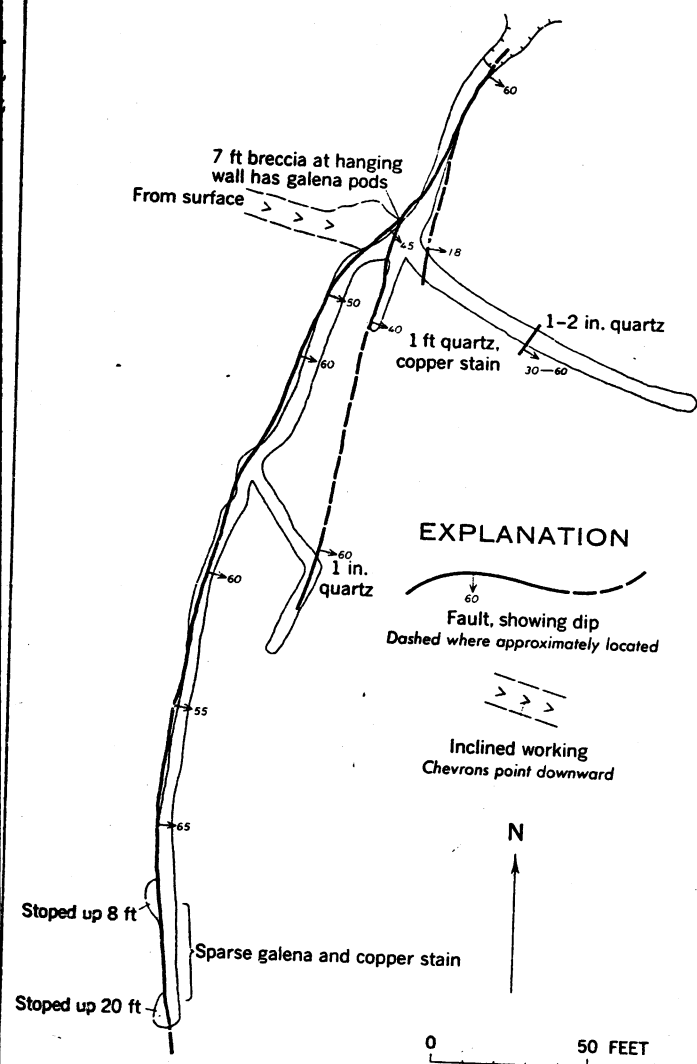 60
7 ft breccia at hanging
wall has galena pods
From surface
45
18
50
40
1-2 in. quartz
1 ft quartz,
copper stain
30-60
60
EXPLANATION
60
1 in.
quartz
60
60
Fault, showing dip
Dashed where approximately located
55
Inclined working
Chevrons point downward
65
N
Stoped up 8 ft
Sparse galena and copper stain
Stoped up 20 ft
0 50 FEET